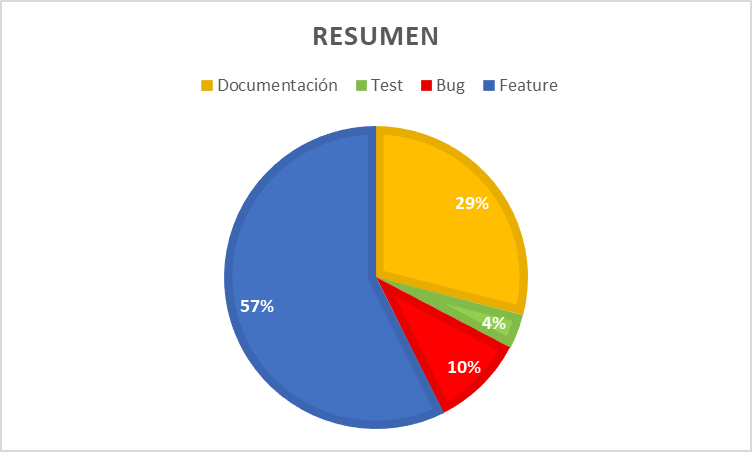 RESUMEN
Documentación Test Bug Feature
29%
57%
4%
10%